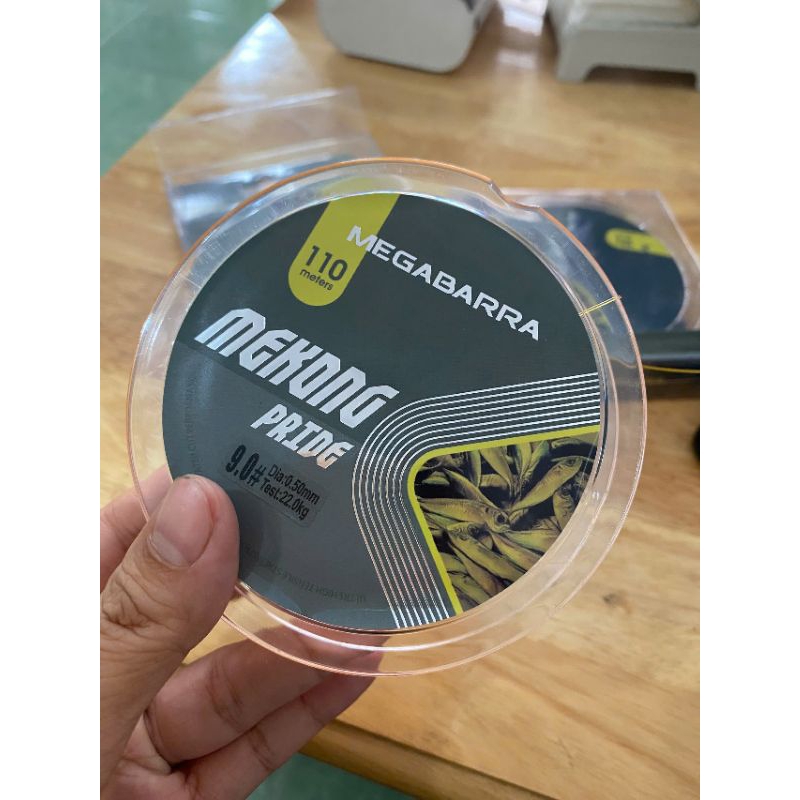 110
meters
MEGABARRA
MEKONG
PRIDE
9.0#
Dia:0.50mm
Test:22.0kg